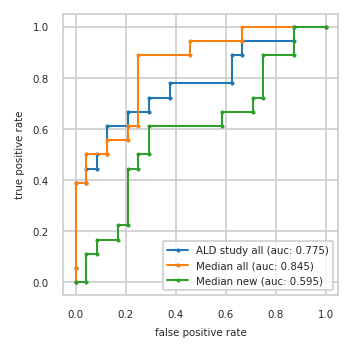 true positive rate
1.0
0.8
0.6
0.4
0.2
0.0
ALD study all (auc: 0.775)
Median all (auc: 0.845)
Median new (auc: 0.595)
0.0 0.2 0.4 0.6 0.8 1.0
false positive rate